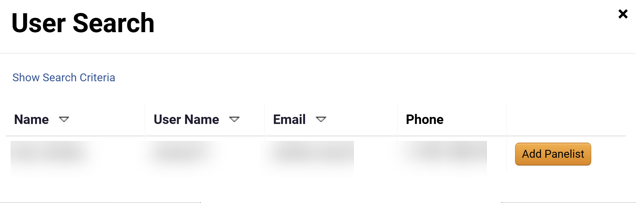 User Search
Show Search Criteria
Name User Name Email Phone
Add Panelist